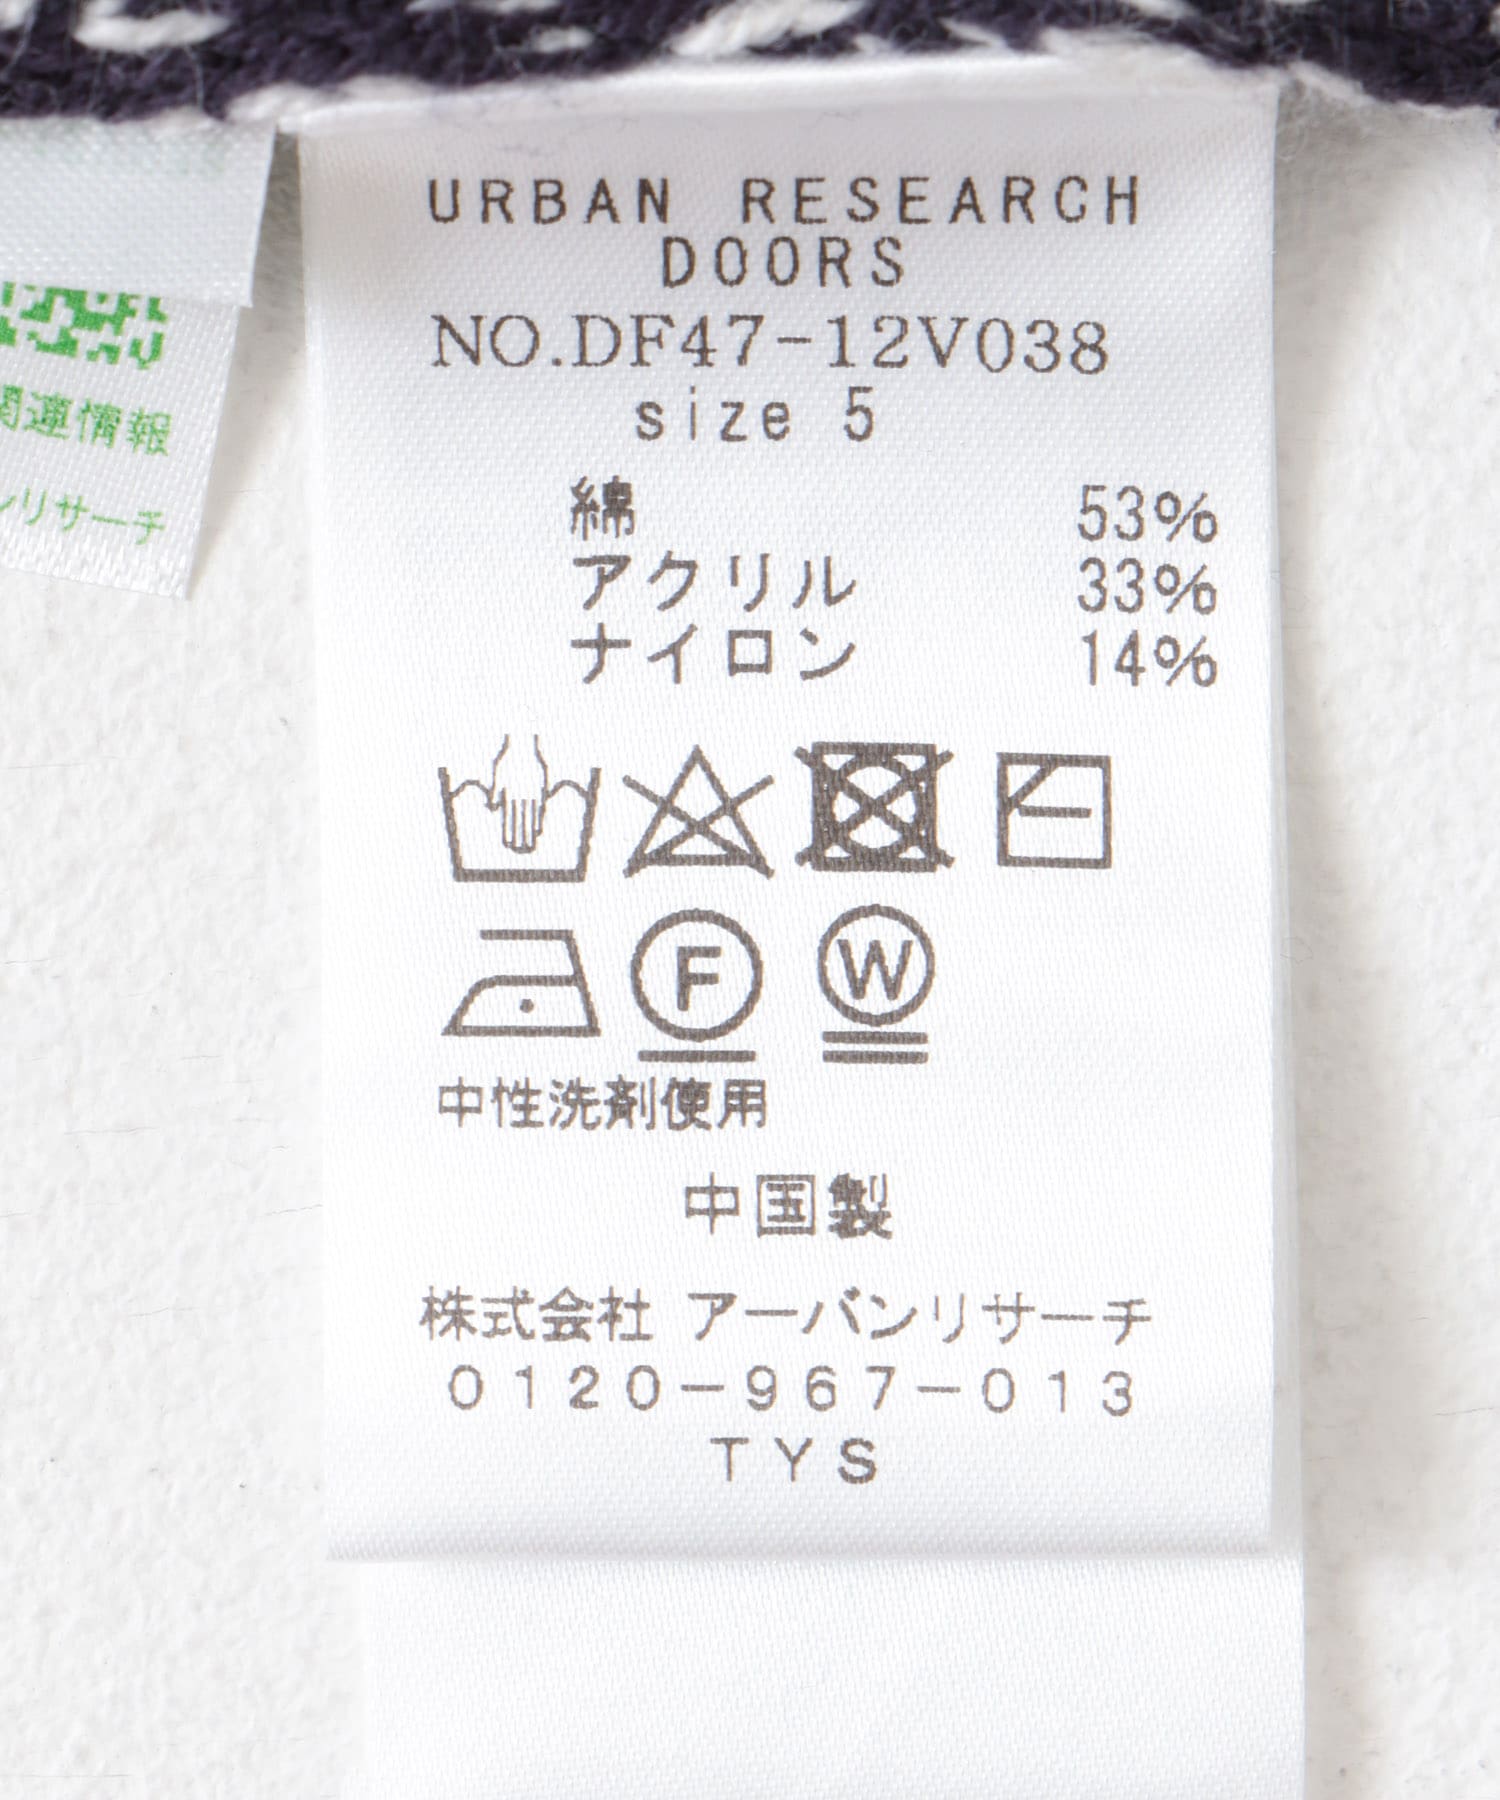 URBAN RESEARCH
DOORS
NO.DF47-12V038
size 5
綿 53%
アクリル 33%
ナイロン 14%
F
W
中性洗剤使用
中国製
株式会社 アーバンリサーチ
0120-967-013
TYS
関連情報
ンリサーチ